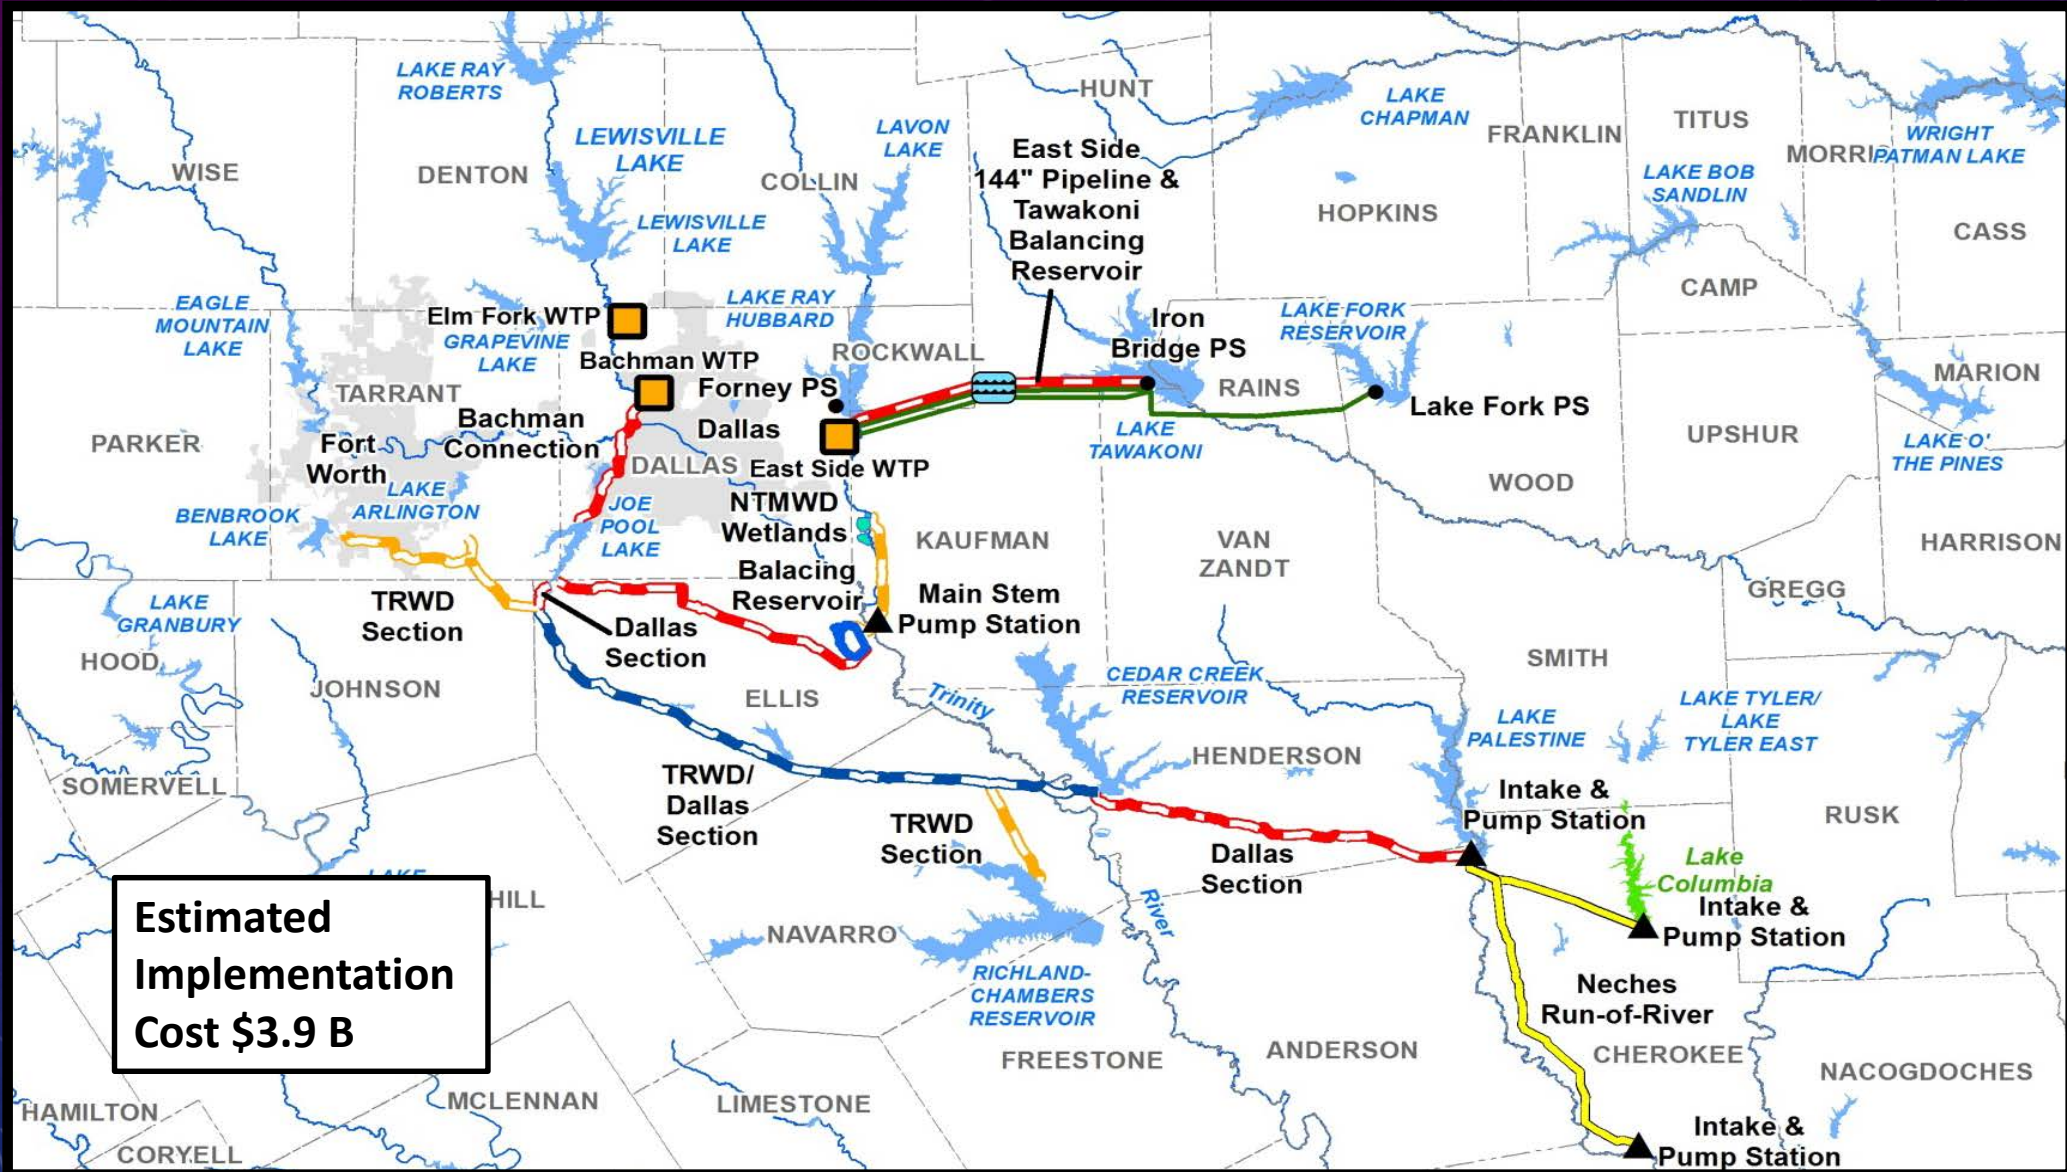 LAKE RAY
ROBERTS
HUNT
LAKE
CHAPMAN
TITUS
FRANKLIN
LEWISVILLE
LAKE
LAVON
LAKE
East Side
144" Pipeline &
Tawakoni
Balancing
Reservoir
WRIGHT
PATMAN LAKE
WISE
DENTON
COLLIN
LAKE BOB
SANDLIN
HOPKINS
LEWISVILLE
LAKE
CASS
CAMP
EAGLE
MOUNTAIN
LAKE
LAKE RAY
HUBBARD
Elm Fork WTP
GRAPEVINE
LAKE
Iron
Bridge PS
LAKE FORK
RESERVOIR
ROCKWALL
Bachman WTP
Forney PS
MARION
TARRANT
RAINS
Lake Fork PS
Bachman
Connection
Dallas
LAKE
TAWAKONI
UPSHUR
LAKE O'
THE PINES
PARKER
Fort
Worth
DALLAS
East Side WTP
WOOD
LAKE
ARLINGTON
JOE
POOL
LAKE
NTMWD
Wetlands
BENBROOK
LAKE
KAUFMAN
VAN
ZANDT
HARRISON
Balacing
Reservoir
Main Stem
Pump Station
GREGG
LAKE
GRANBURY
TRWD
Section
Dallas
Section
HOOD
JOHNSON
ELLIS
SMITH
Trinity
CEDAR CREEK
RESERVOIR
LAKE
PALESTINE
LAKE TYLER/
LAKE
TYLER EAST
HENDERSON
SOMERVELL
TRWD/
Dallas
Section
TRWD
Section
Intake &
Pump Station
RUSK
Dallas
Section
Lake
Columbia
Intake &
Pump Station
HILL
Estimated
Implementation
Cost $3.9 B
NAVARRO
River
RICHLAND-
CHAMBERS
RESERVOIR
Neches
Run-of-River
FREESTONE
ANDERSON
CHEROKEE
NACOGDOCHES
HAMILTON
MCLENNAN
LIMESTONE
CORYELL
Intake &
Pump Station